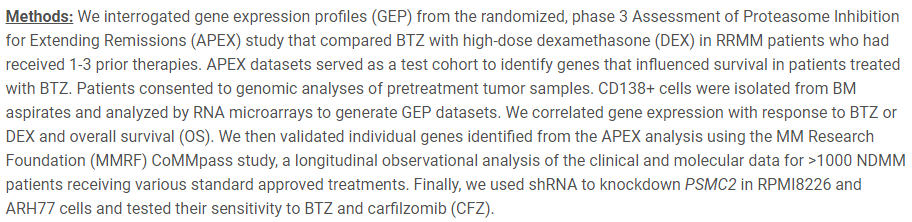 Methods: We interrogated gene expression profiles (GEP) from the randomized, phase 3 Assessment of Proteasome Inhibition
for Extending Remissions (APEX) study that compared BTZ with high-dose dexamethasone (DEX) in RRMM patients who had
received 1-3 prior therapies. APEX datasets served as a test cohort to identify genes that influenced survival in patients treated
with BTZ. Patients consented to genomic analyses of pretreatment tumor samples. CD138+ cells were isolated from BM
aspirates and analyzed by RNA microarrays to generate GEP datasets. We correlated gene expression with response to BTZ or
DEX and overall survival (OS). We then validated individual genes identified from the APEX analysis using the MM Research
Foundation (MMRF) CoMMpass study, a longitudinal observational analysis of the clinical and molecular data for >1000 NDMM
patients receiving various standard approved treatments. Finally, we used shRNA to knockdown PSMC2 in RPMI8226 and
ARH77 cells and tested their sensitivity to BTZ and carfilzomib (CFZ).